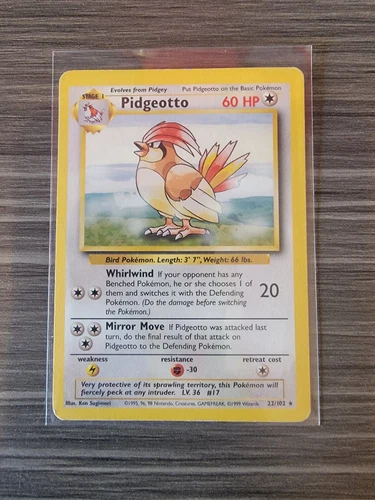 Evolves from Pidgey Put Pidgeotto on the Basic Pokémon
STAGE 1
Pidgeotto 60 HP
Bird Pokémon. Length: 3' 7", Weight: 66 lbs.
Whirlwind If your opponent has any
Benched Pokémon, he or she chooses 1 of
them and switches it with the Defending
Pokémon. (Do the damage before switching
the Pokémon.)
20
Mirror Move If Pidgeotto was attacked last
turn, do the final result of that attack on
Pidgeotto to the Defending Pokémon.
weakness resistance retreat cost
-30
Very protective of its sprawling territory, this Pokémon will
fiercely peck at any intruder. LV. 36 #17
Illus. Ken Sugimori ©1995, 96, 98 Nintendo, Creatures, GAMEFREAK. ©1999 Wizards. 22/102 ★